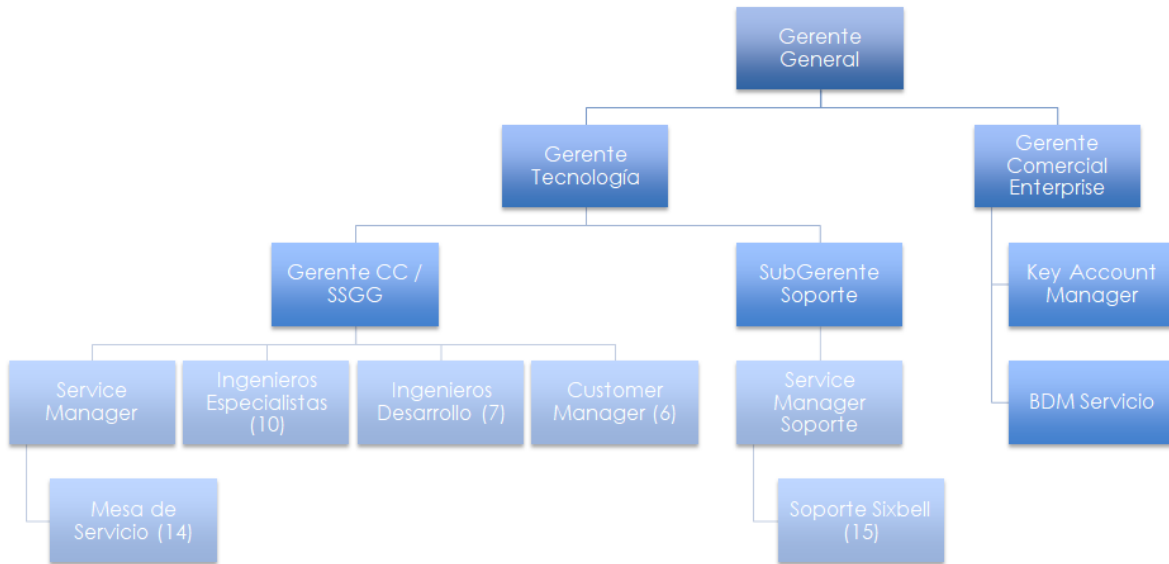 Gerente
General
Gerente
Tecnología
Gerente
Comercial
Enterprise
Gerente CC /
SSGG
SubGerente
Soporte
Key Account
Manager
Service
Manager
Ingenieros
Especialistas
(10)
Ingenieros
Desarrollo (7)
Customer
Manager (6)
Service
Manager
Soporte
BDM Servicio
Mesa de
Servicio (14)
Soporte Sixbell
(15)